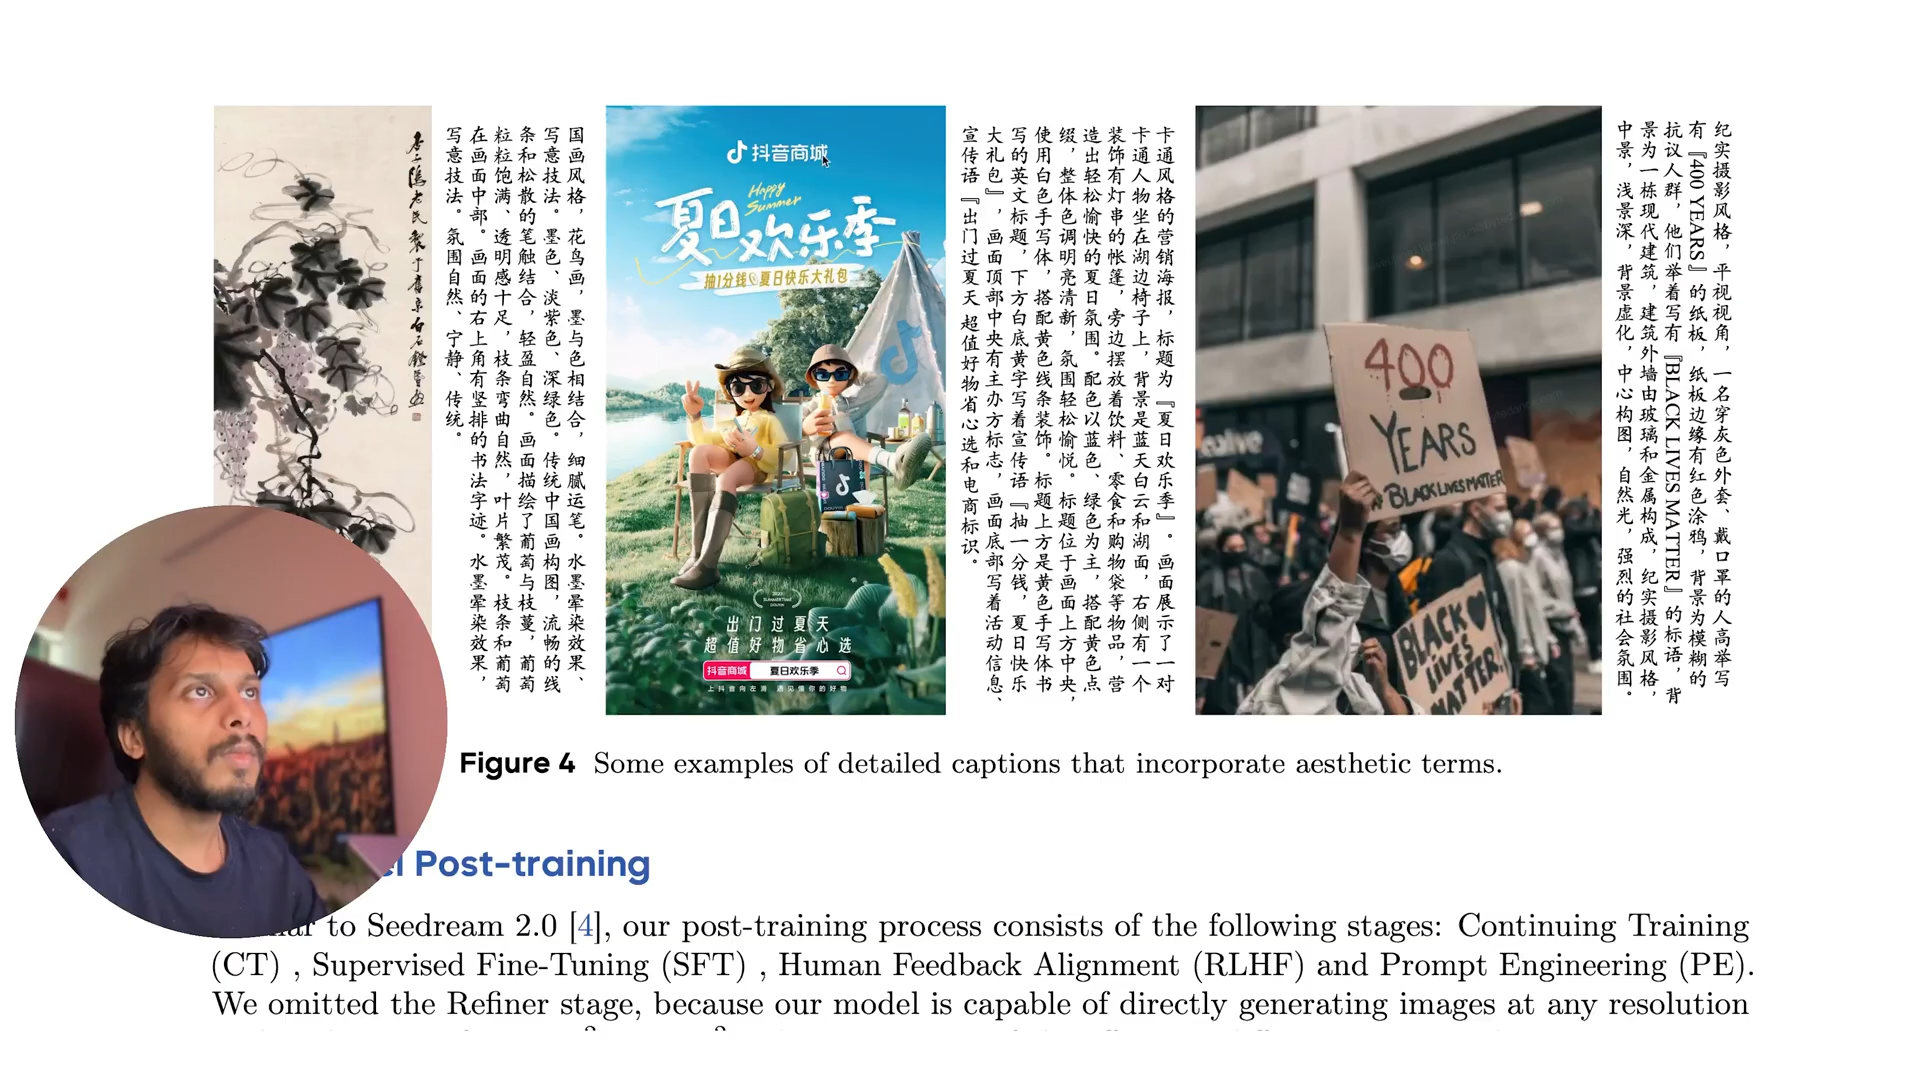 国画风格，花鸟画，墨与色相结合，细腻运笔。水墨晕染效果、
写意技法。墨色、淡紫色、深绿色。传统中国画构图，流畅的线
条和松散的笔触结合，轻盈自然。画面描绘了葡萄与枝蔓，葡萄
粒粒饱满、透明感十足，枝条弯曲自然，叶片繁茂。枝条和葡萄
在画面中部。画面的右上角有竖排的书法字迹。水墨晕染效果，
写意技法。氛围自然、宁静、传统。
抖音商城
Happy
Summer
夏日欢乐季
抽1分钱 夏日快乐大礼包
出门过夏天
超值好物省心选
抖音商城 夏日欢乐季
卡通风格的营销海报，标题为『夏日欢乐季』。画面展示了一对
卡通人物坐在湖边椅子上，背景是蓝天白云和湖面，右侧有一个
装饰有灯串的帐篷，旁边摆放着饮料、零食和购物袋等物品，营
造出轻松愉快的夏日氛围。配色以蓝色、绿色为主，搭配黄色点
缀，整体色调明亮清新，氛围轻松愉悦。标题位于画面上方中央，
使用白色手写体，搭配黄色线条装饰。标题上方是黄色手写体书
写的英文标题，下方白底黄字写着宣传语『抽一分钱，夏日快乐
大礼包』，画面顶部中央有主办方标志，画面底部写着活动信息、
宣传语『出门过夏天 超值好物省心选和电商标识。
400
YEARS
#BLACKLIVESMATTER
BLACK
LIVES
MATTER!
纪实摄影风格，平视视角，一名穿灰色外套、戴口罩的人高举写
有『400 YEARS』的纸板，纸板边缘有红色涂鸦，背景为模糊的
抗议人群，他们举着写有『BLACK LIVES MATTER』的标语，背
景为一栋现代建筑，建筑外墙由玻璃和金属构成，纪实摄影风格，
中景，浅景深，背景虚化，中心构图，自然光，强烈的社会氛围。
Figure 4 Some examples of detailed captions that incorporate aesthetic terms.
Post-training
to Seedream 2.0 [4], our post-training process consists of the following stages: Continuing Training
(CT) , Supervised Fine-Tuning (SFT) , Human Feedback Alignment (RLHF) and Prompt Engineering (PE).
We omitted the Refiner stage, because our model is capable of directly generating images at any resolution